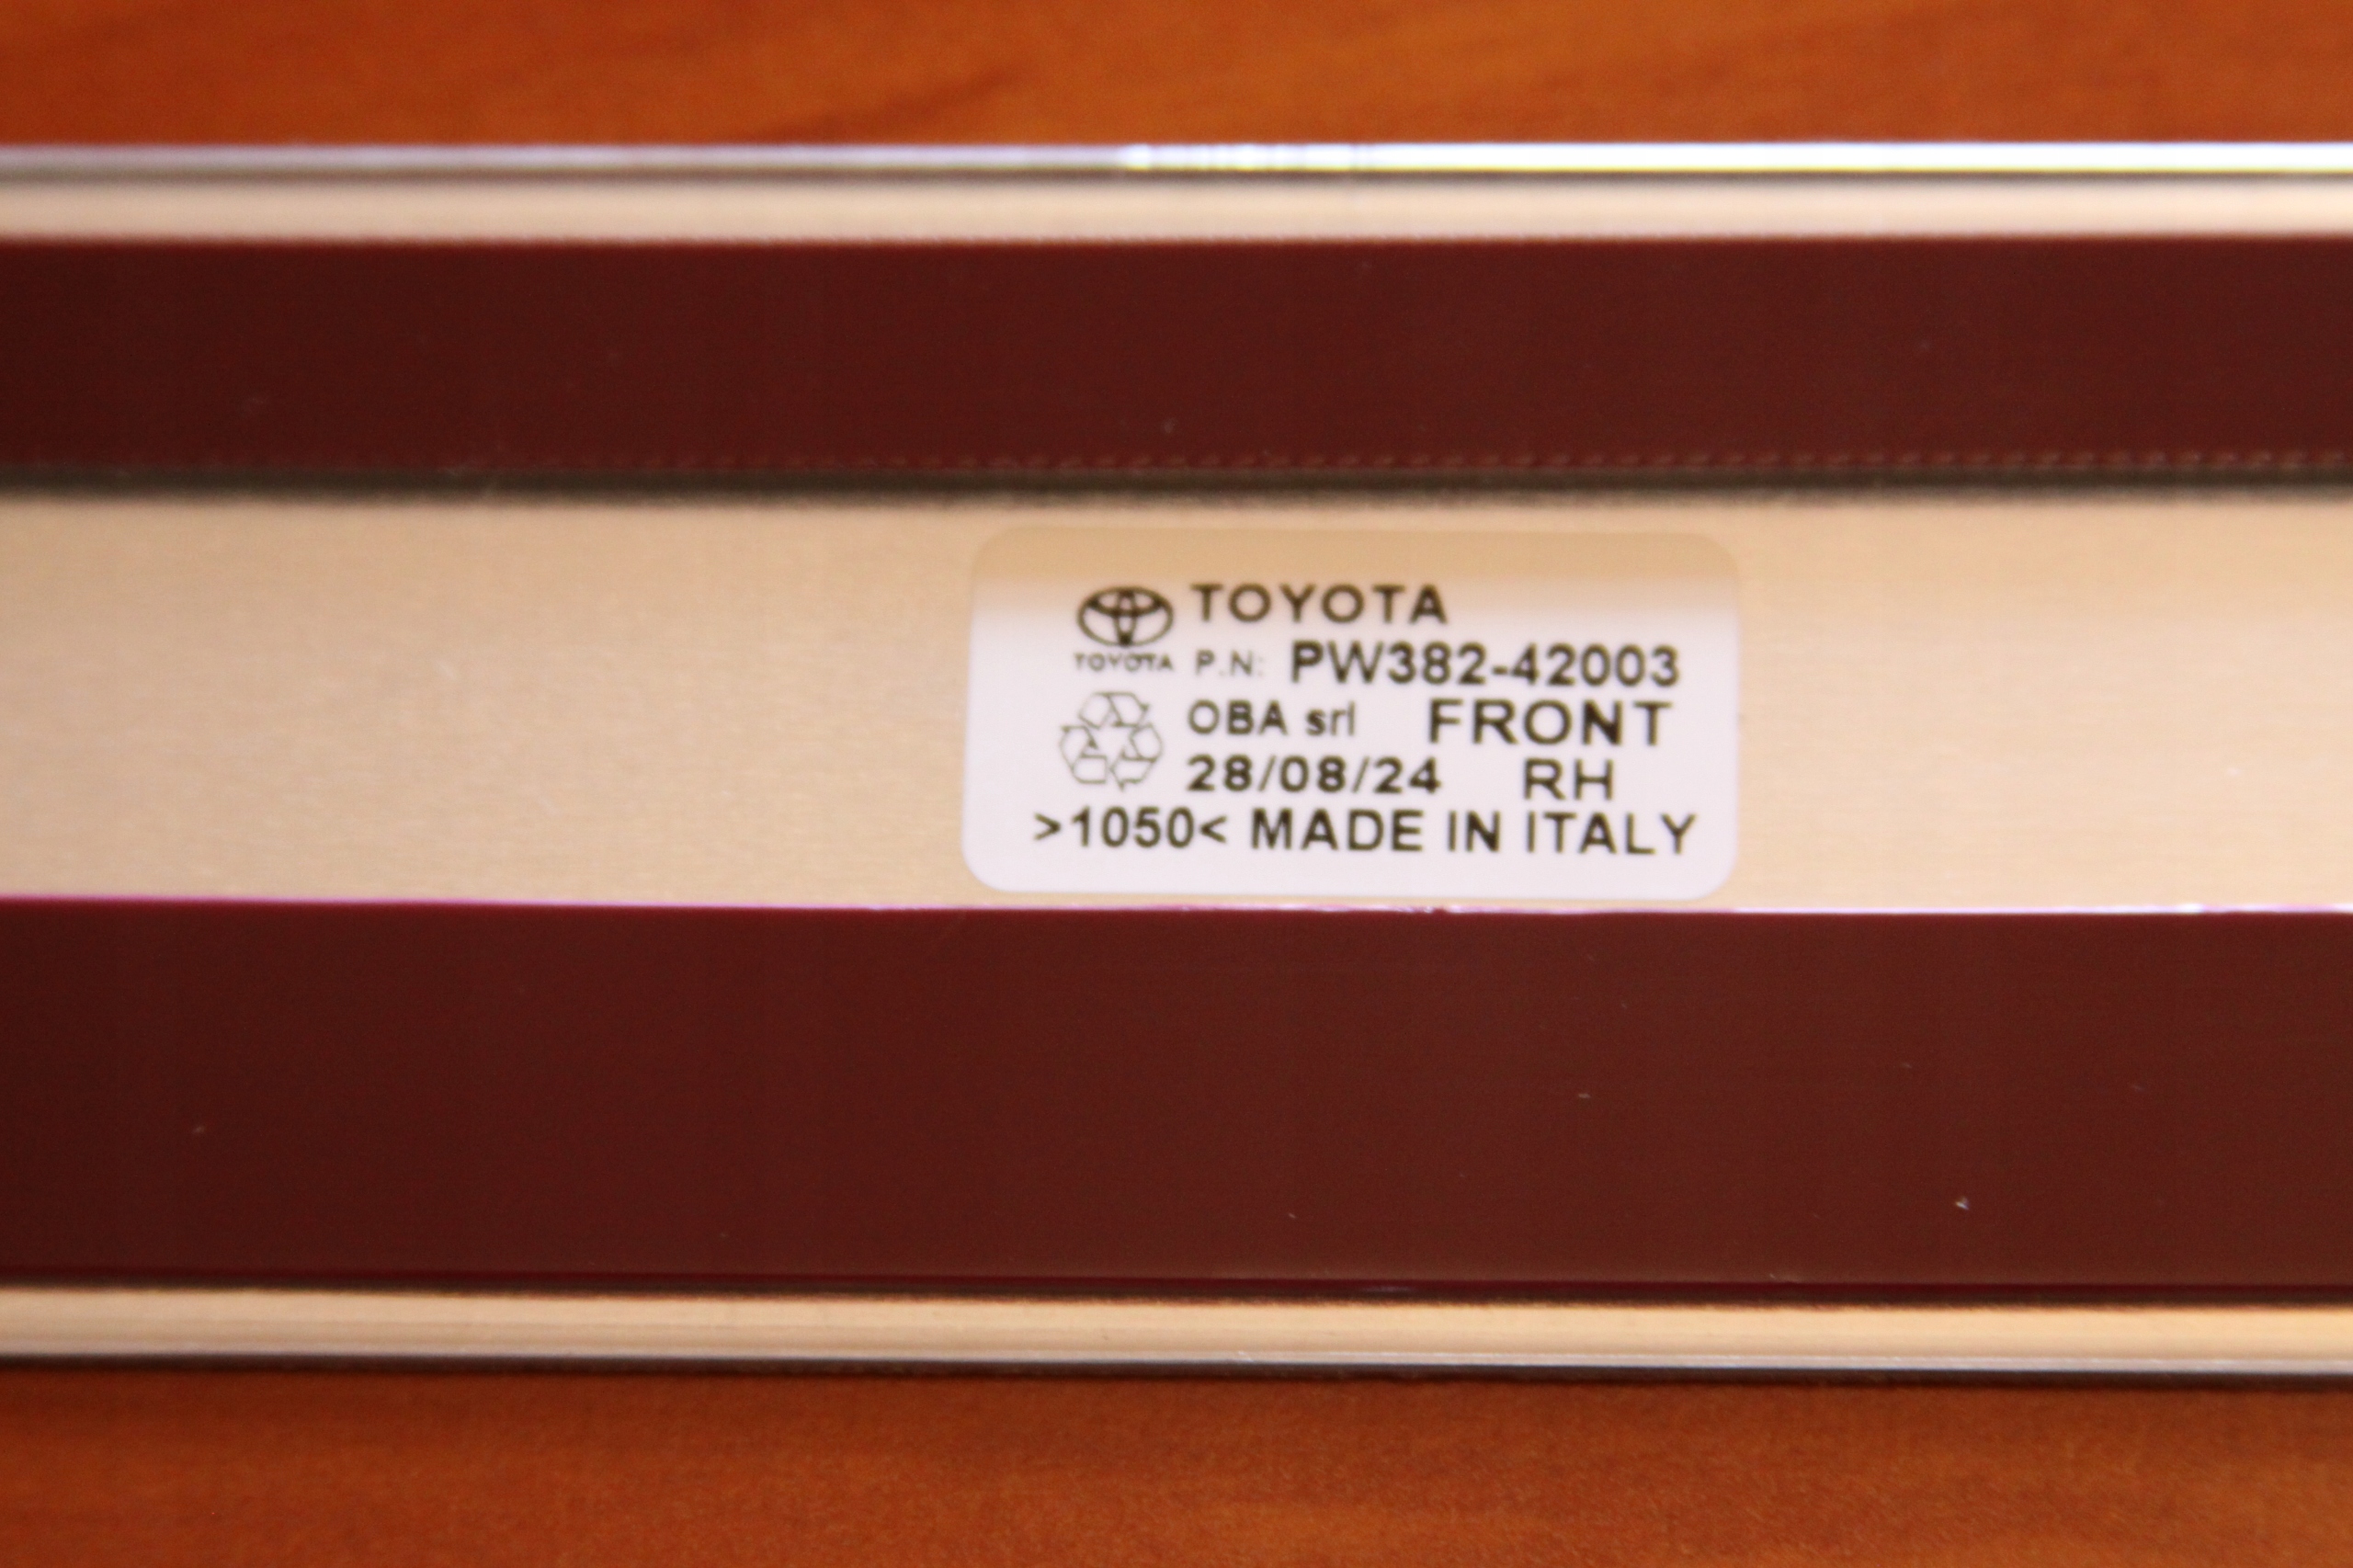 TOYOTA
TOYOTA P.N: PW382-42003
OBA srl FRONT
28/08/24 RH
>1050< MADE IN ITALY